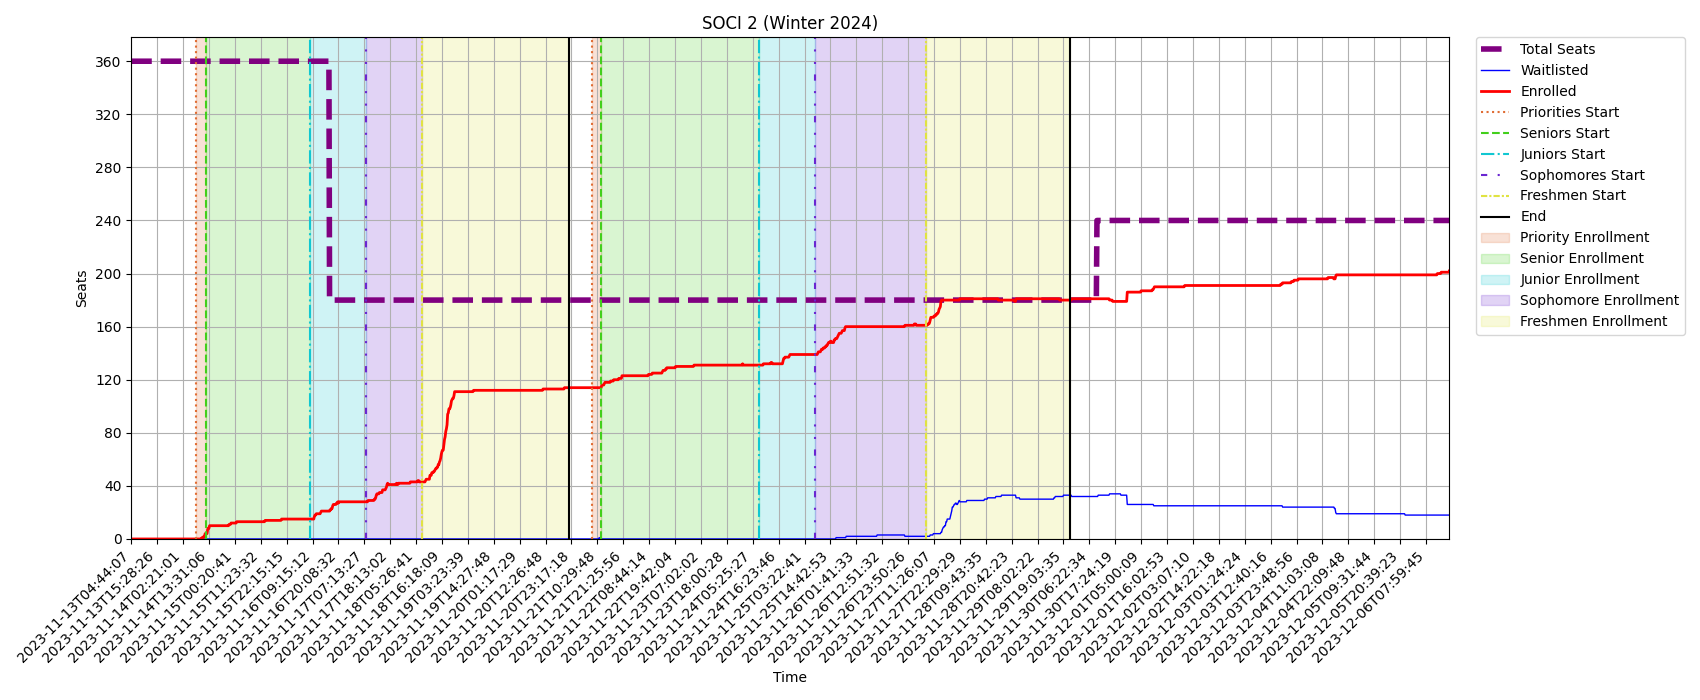 SOCI 2 (Winter 2024)
Seats
360
320
280
240
200
160
120
80
40
0
2023-11-13T04:44:07
2023-11-13T15:28:26
2023-11-14T02:21:01
2023-11-14T13:31:06
2023-11-15T00:20:41
2023-11-15T11:23:32
2023-11-15T22:15:15
2023-11-16T09:15:12
2023-11-16T20:08:32
2023-11-17T07:13:27
2023-11-17T18:13:02
2023-11-18T05:26:41
2023-11-18T16:18:09
2023-11-19T03:23:39
2023-11-19T14:27:48
2023-11-20T01:17:29
2023-11-20T12:26:48
2023-11-20T23:17:18
2023-11-21T10:29:48
2023-11-21T21:25:56
2023-11-22T08:44:14
2023-11-22T19:42:04
2023-11-23T07:02:02
2023-11-23T18:00:28
2023-11-24T05:25:27
2023-11-24T16:23:46
2023-11-25T03:22:41
2023-11-25T14:42:53
2023-11-26T01:41:33
2023-11-26T12:51:32
2023-11-26T23:50:26
2023-11-27T11:26:07
2023-11-27T22:29:29
2023-11-28T09:43:35
2023-11-28T20:42:23
2023-11-29T08:02:22
2023-11-29T19:03:35
2023-11-30T06:22:34
2023-11-30T17:24:19
2023-12-01T05:00:09
2023-12-01T16:02:53
2023-12-02T03:07:10
2023-12-02T14:22:18
2023-12-03T01:24:24
2023-12-03T12:40:16
2023-12-03T23:48:56
2023-12-04T11:03:08
2023-12-04T22:09:48
2023-12-05T09:31:44
2023-12-05T20:39:23
2023-12-06T07:59:45
Time
Total Seats
Waitlisted
Enrolled
Priorities Start
Seniors Start
Juniors Start
Sophomores Start
Freshmen Start
End
Priority Enrollment
Senior Enrollment
Junior Enrollment
Sophomore Enrollment
Freshmen Enrollment